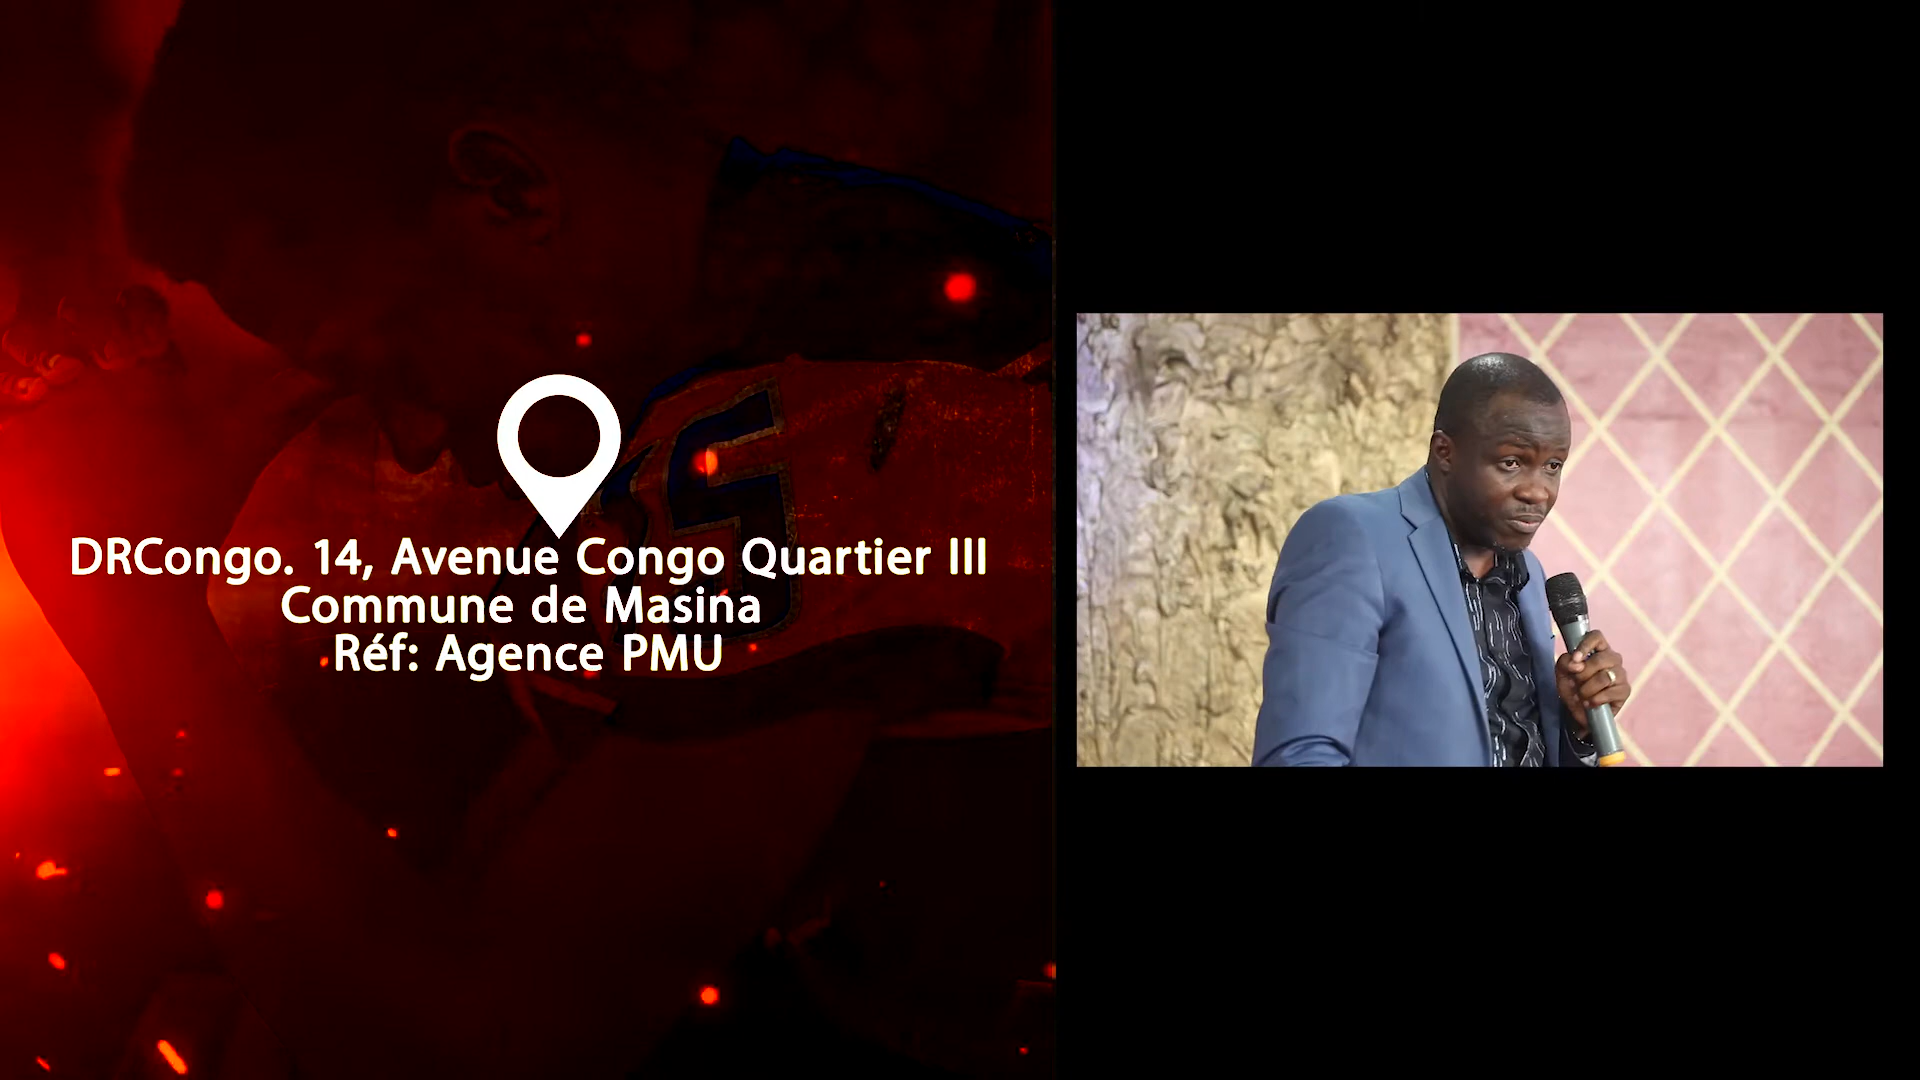 DRCongo. 14, Avenue Congo Quartier III
Commune de Masina
Réf: Agence PMU